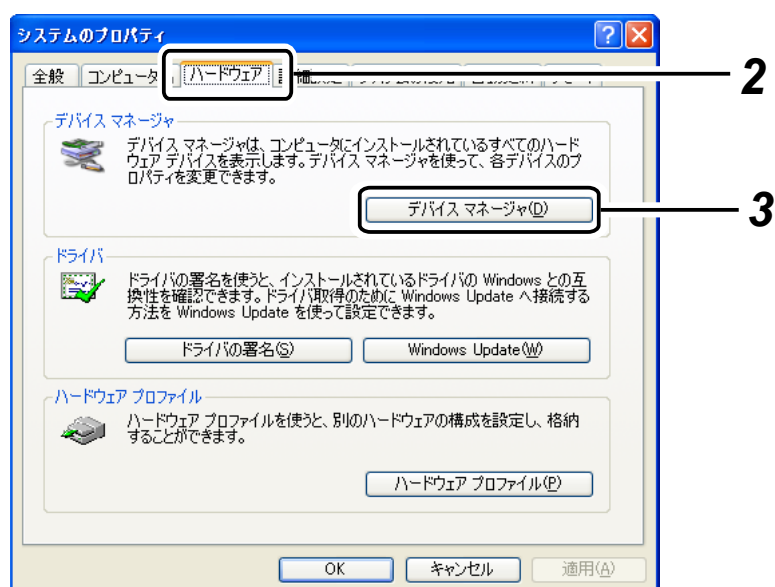 システムのプロパティ
全般 コンピュータ ハードウェア
2
デバイス マネージャ
デバイス マネージャは、コンピュータにインストールされているすべてのハード
ウェア デバイスを表示します。デバイス マネージャを使って、各デバイスのプ
ロパティを変更できます。
デバイス マネージャ(D)
3
ドライバ
ドライバの署名を使うと、インストールされているドライバの Windows との互
換性を確認できます。ドライバ取得のために Windows Update へ接続する
方法を Windows Update を使って設定できます。
ドライバの署名(S) Windows Update(W)
ハードウェア プロファイル
ハードウェア プロファイルを使うと、別のハードウェアの構成を設定し、格納
することができます。
ハードウェア プロファイル(P)
OK キャンセル 適用(A)